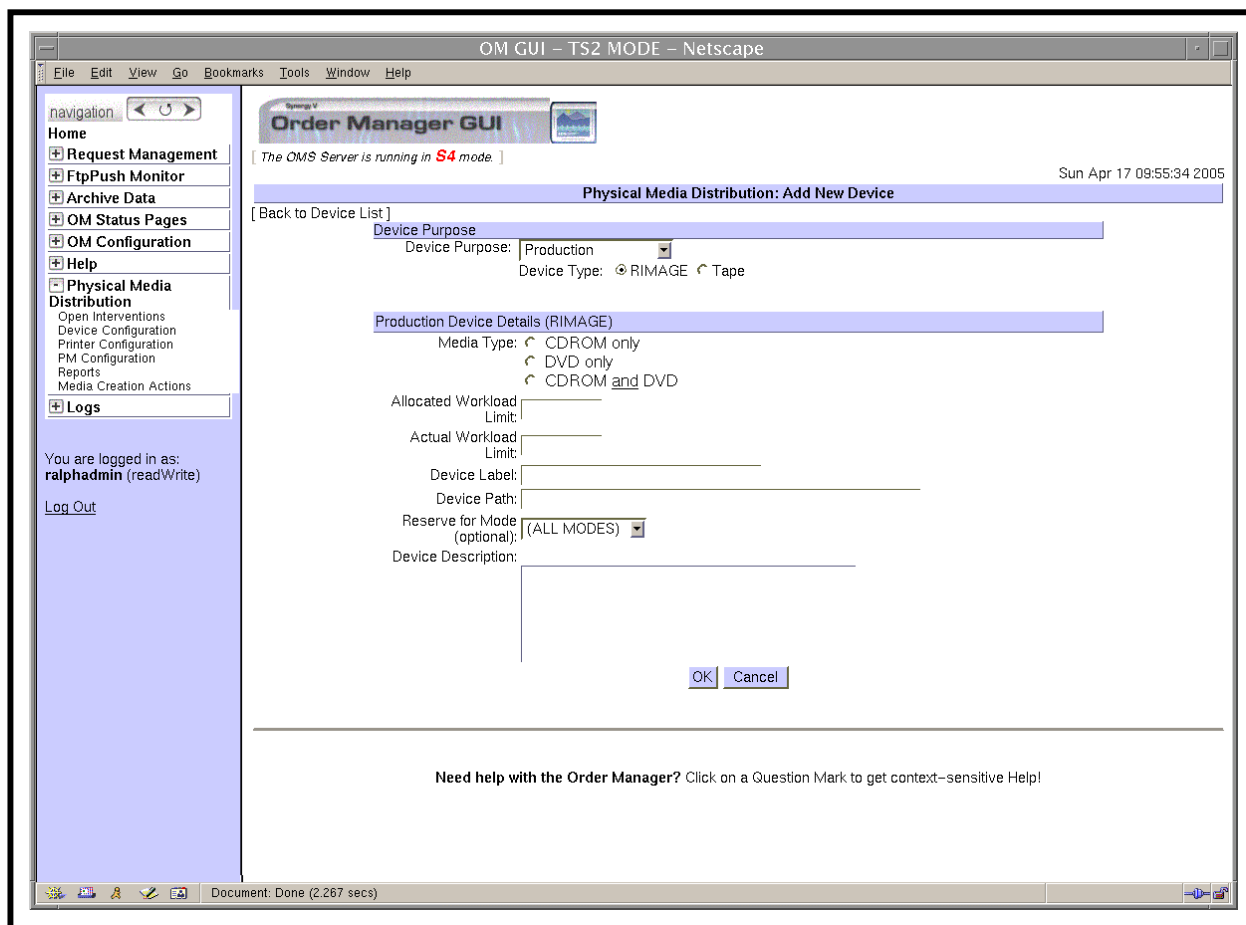 OM GUI – TS2 MODE – Netscape
File Edit View Go Bookmarks Tools Window Help
navigation
Home
Request Management
FtpPush Monitor
Archive Data
OM Status Pages
OM Configuration
Help
Physical Media
Distribution
Open Interventions
Device Configuration
Printer Configuration
PM Configuration
Reports
Media Creation Actions
Logs
You are logged in as:
ralphadmin (readWrite)
Log Out
Synergy V
Order Manager GUI
[ The OMS Server is running in S4 mode. ]
Sun Apr 17 09:55:34 2005
Physical Media Distribution: Add New Device
[ Back to Device List ]
Device Purpose
Device Purpose: Production
Device Type: RIMAGE Tape
Production Device Details (RIMAGE)
Media Type: CDROM only
DVD only
CDROM and DVD
Allocated Workload
Limit:
Actual Workload
Limit:
Device Label:
Device Path:
Reserve for Mode
(optional): (ALL MODES)
Device Description:
OK Cancel
Need help with the Order Manager? Click on a Question Mark to get context–sensitive Help!
Document: Done (2.267 secs)